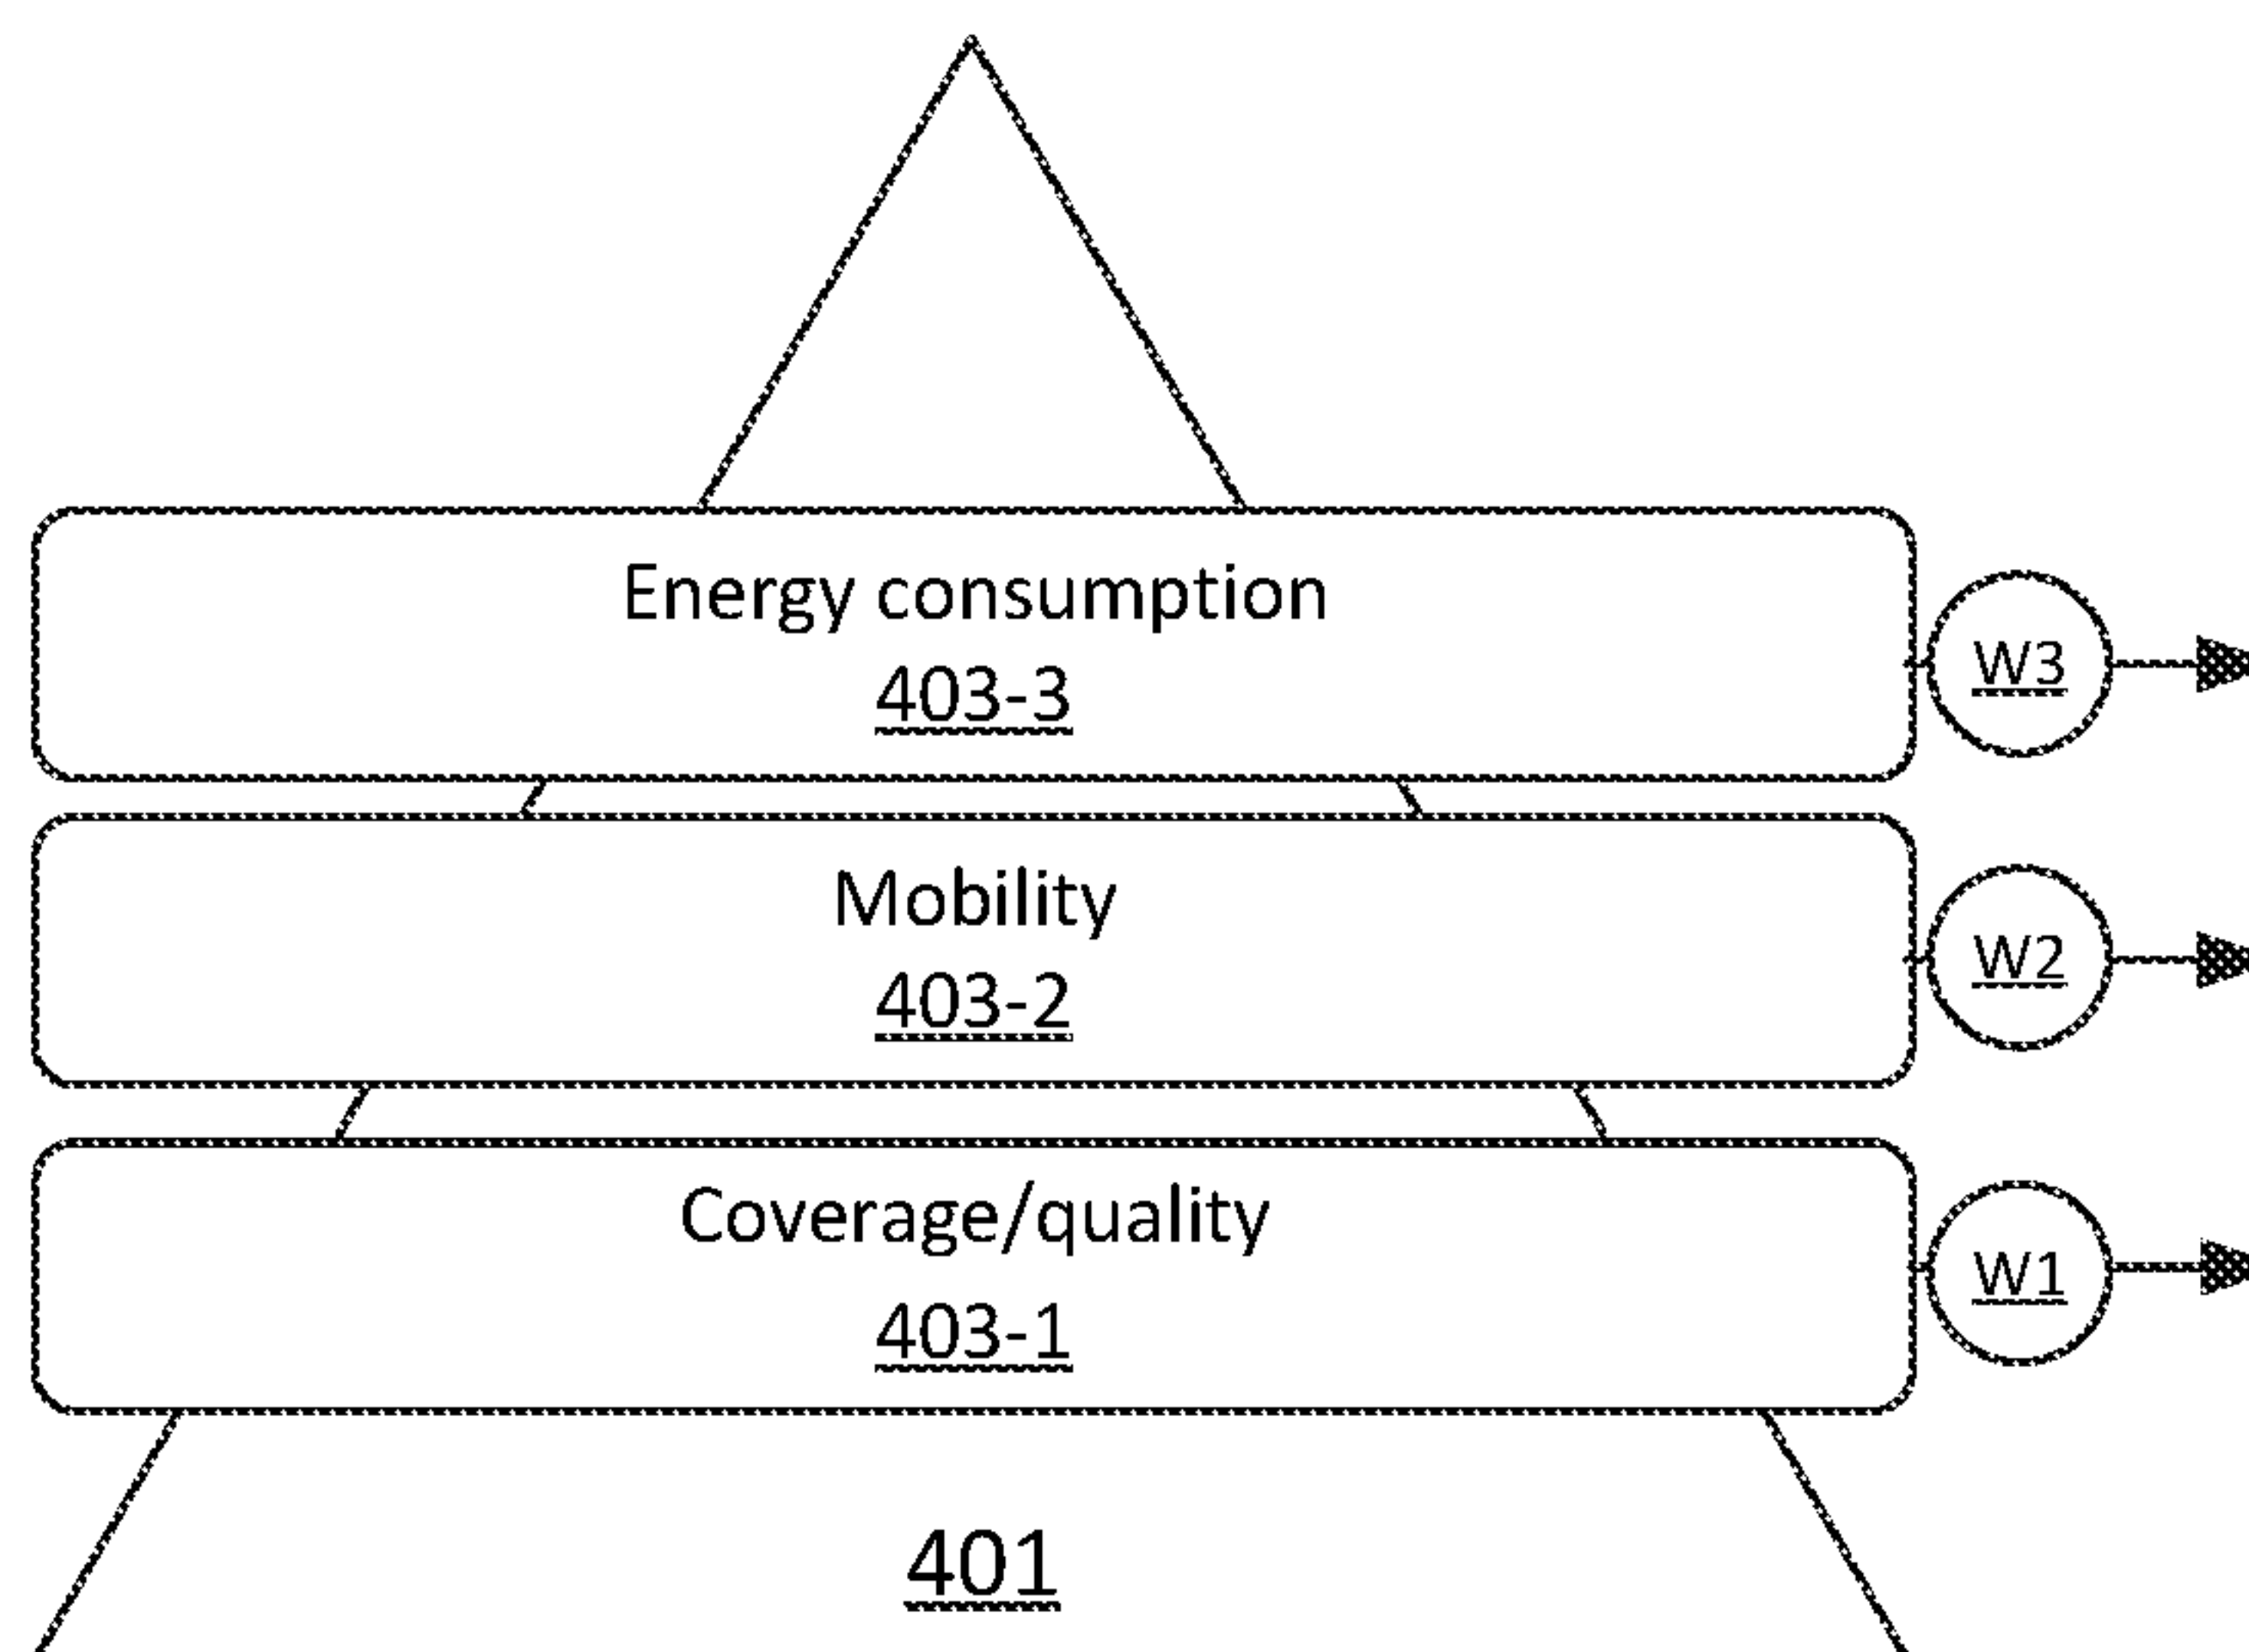 Energy consumption
403-3
W3
Mobility
403-2
W2
Coverage/quality
403-1
W1
401